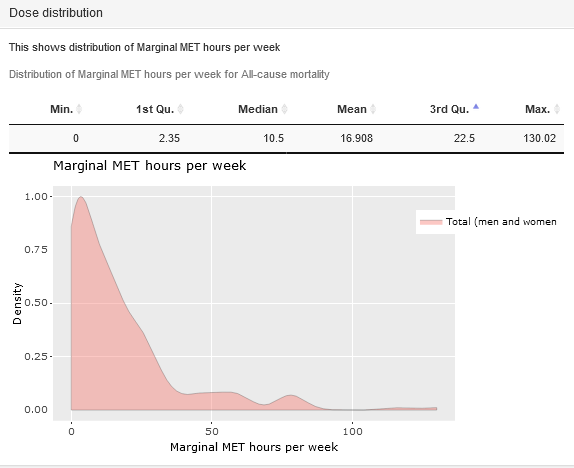 Dose distribution
This shows distribution of Marginal MET hours per week
Distribution of Marginal MET hours per week for All-cause mortality
Min. 1st Qu. Median Mean 3rd Qu. Max.
0 2.35 10.5 16.908 22.5 130.02
Marginal MET hours per week
1.00
Total (men and women
0.75
Density
0.50
0.25
0.00
0 50 100
Marginal MET hours per week